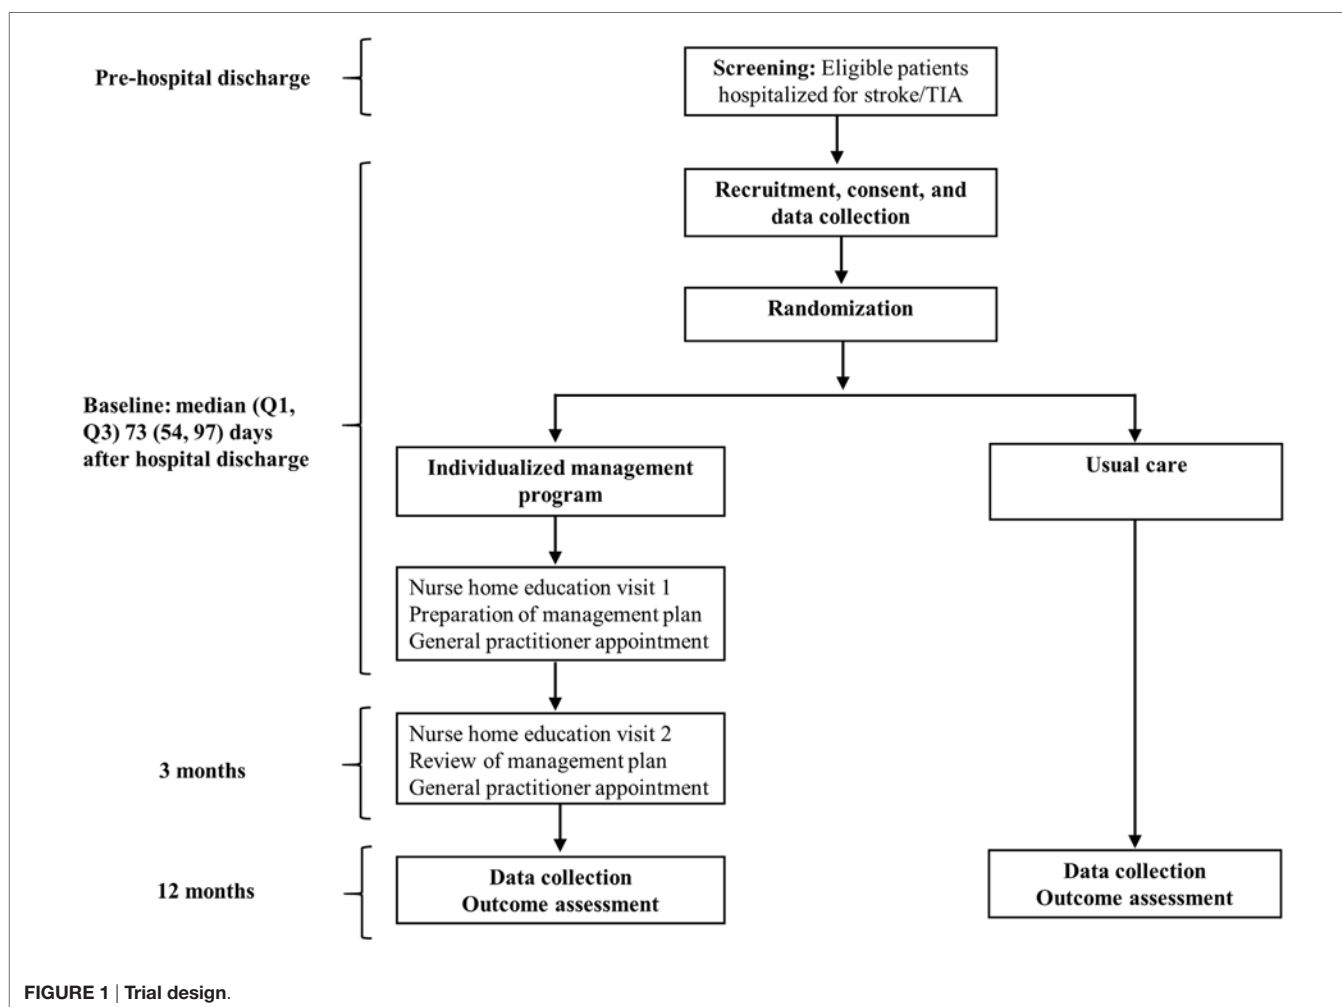 Pre-hospital discharge
Screening: Eligible patients
hospitalized for stroke/TIA
Recruitment, consent, and
data collection
Randomization
Baseline: median (Q1,
Q3) 73 (54, 97) days
after hospital discharge
Individualized management
program
Usual care
Nurse home education visit 1
Preparation of management plan
General practitioner appointment
3 months
Nurse home education visit 2
Review of management plan
General practitioner appointment
12 months
Data collection
Outcome assessment
Data collection
Outcome assessment
FIGURE 1 | Trial design.